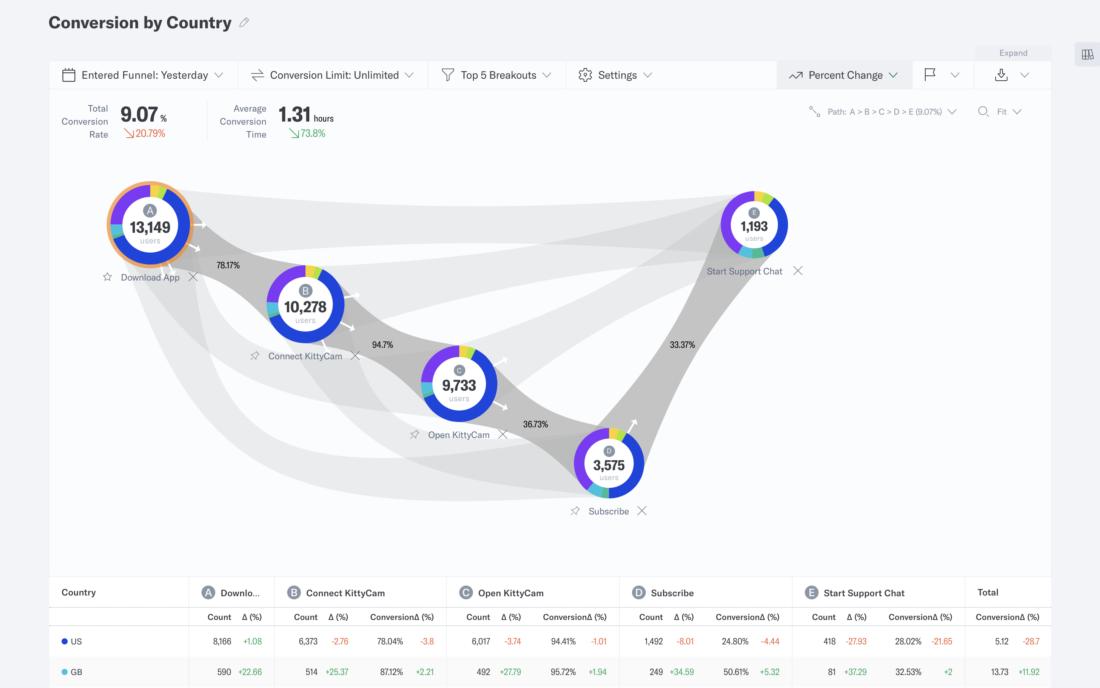 Conversion by Country
Expand
Entered Funnel: Yesterday
Conversion Limit: Unlimited
Top 5 Breakouts
Settings
Percent Change
Total Conversion Rate
9.07 %
20.79%
Average Conversion Time
1.31 hours
73.8%
Path: A > B > C > D > E (9.07%)
Fit
A
13,149
users
Download App
78.17%
B
10,278
users
Connect KittyCam
94.7%
C
9,733
users
Open KittyCam
36.73%
D
3,575
users
Subscribe
33.37%
E
1,193
users
Start Support Chat
Country A Downlo... B Connect KittyCam C Open KittyCam D Subscribe E Start Support Chat Total
Count Δ (%) Count Δ (%) ConversionΔ (%) Count Δ (%) ConversionΔ (%) Count Δ (%) ConversionΔ (%) Count Δ (%) ConversionΔ (%) ConversionΔ (%)
US 8,166 +1.08 6,373 -2.76 78.04% -3.8 6,017 -3.74 94.41% -1.01 1,492 -8.01 24.80% -4.44 418 -27.93 28.02% -21.65 5.12 -28.7
GB 590 +22.66 514 +25.37 87.12% +2.21 492 +27.79 95.72% +1.94 249 +34.59 50.61% +5.32 81 +37.29 32.53% +2 13.73 +11.92